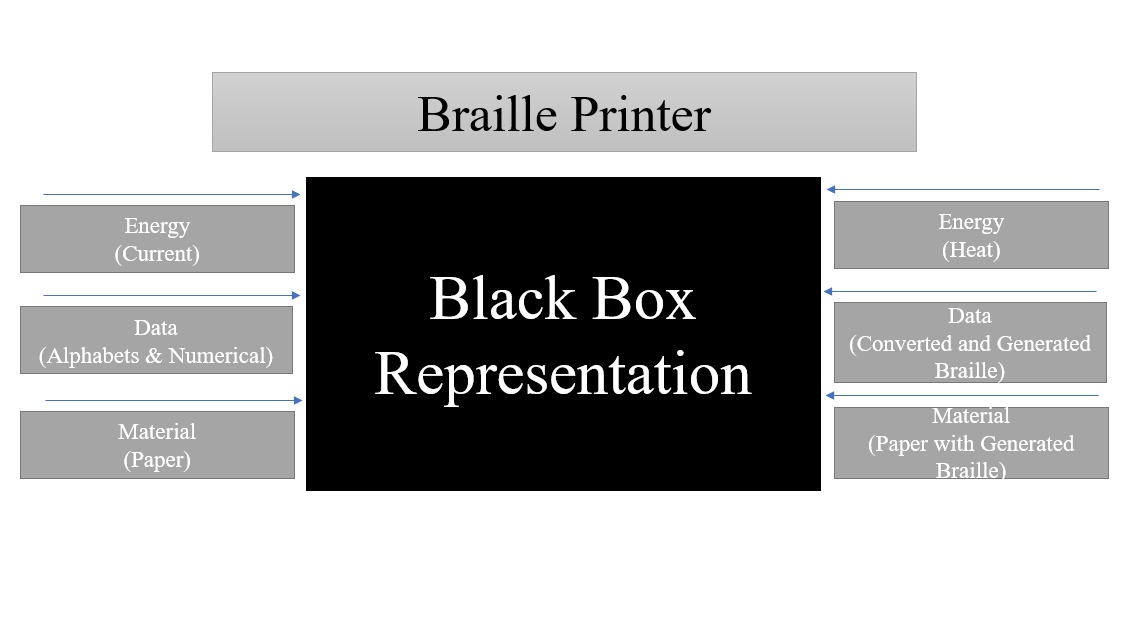 Braille Printer
Energy
(Current)
Data
(Alphabets & Numerical)
Material
(Paper)
Black Box
Representation
Energy
(Heat)
Data
(Converted and Generated
Braille)
Material
(Paper with Generated
Braille)